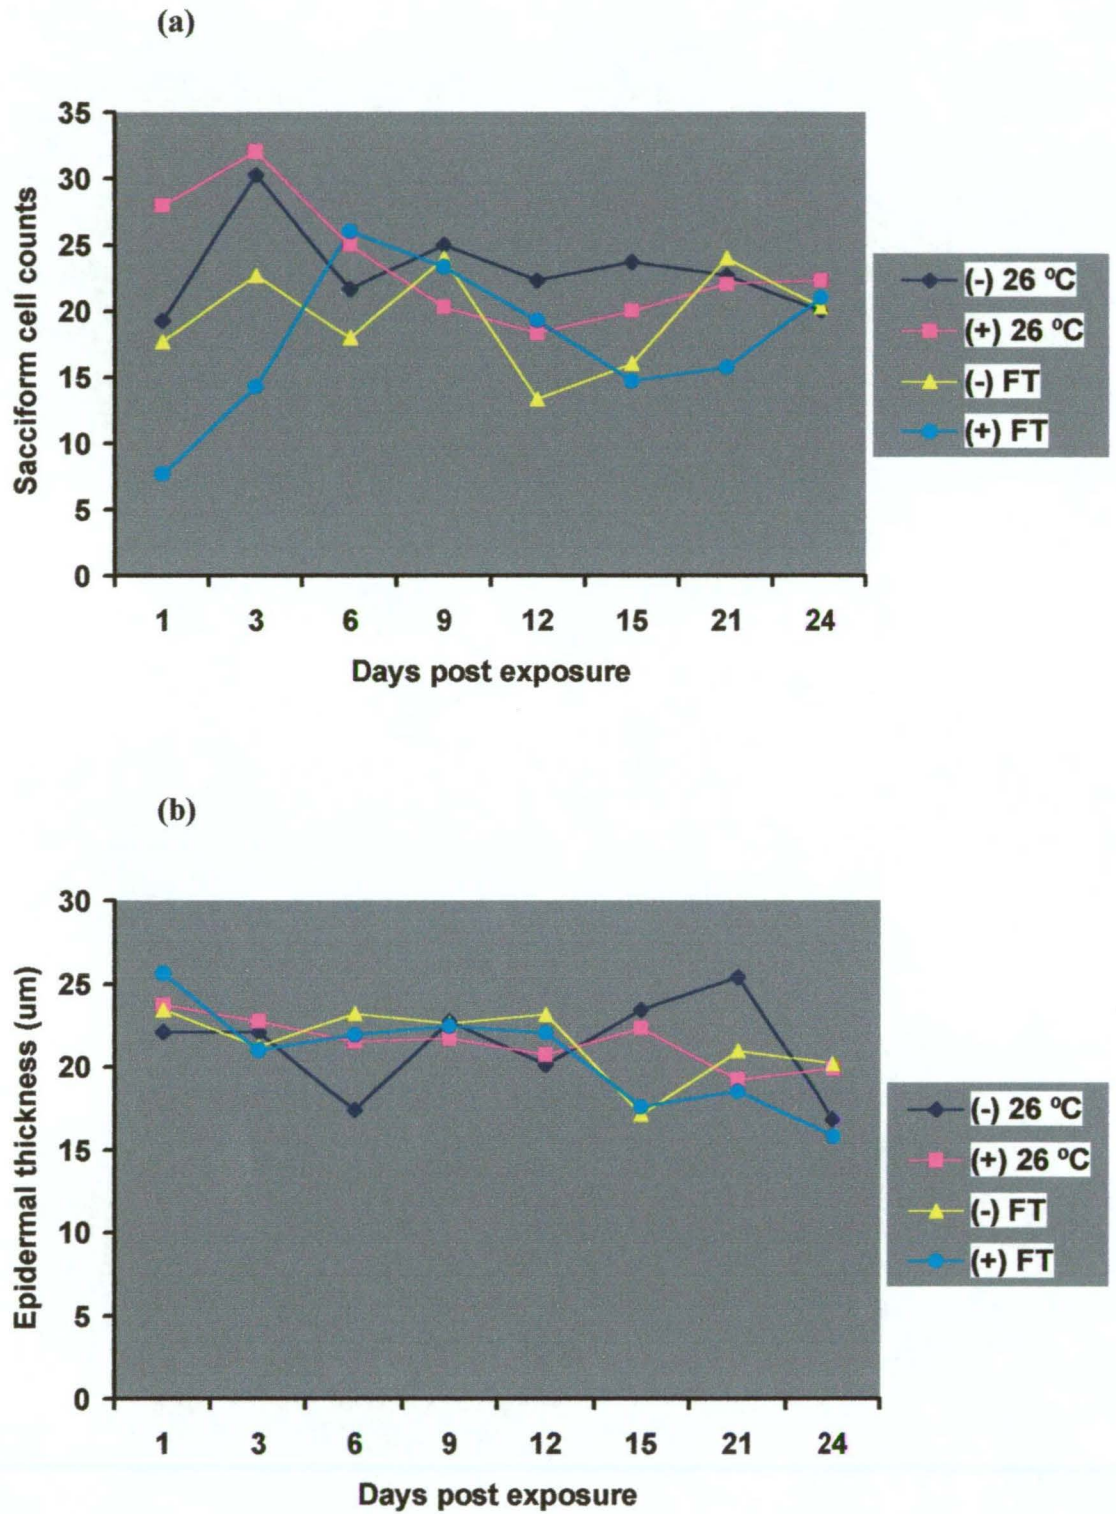 (a)
Sacciform cell counts
35
30
25
20
15
10
5
0
1 3 6 9 12 15 21 24
Days post exposure
(-) 26 ºC
(+) 26 ºC
(-) FT
(+) FT
(b)
Epidermal thickness (um)
30
25
20
15
10
5
0
1 3 6 9 12 15 21 24
Days post exposure
(-) 26 ºC
(+) 26 ºC
(-) FT
(+) FT